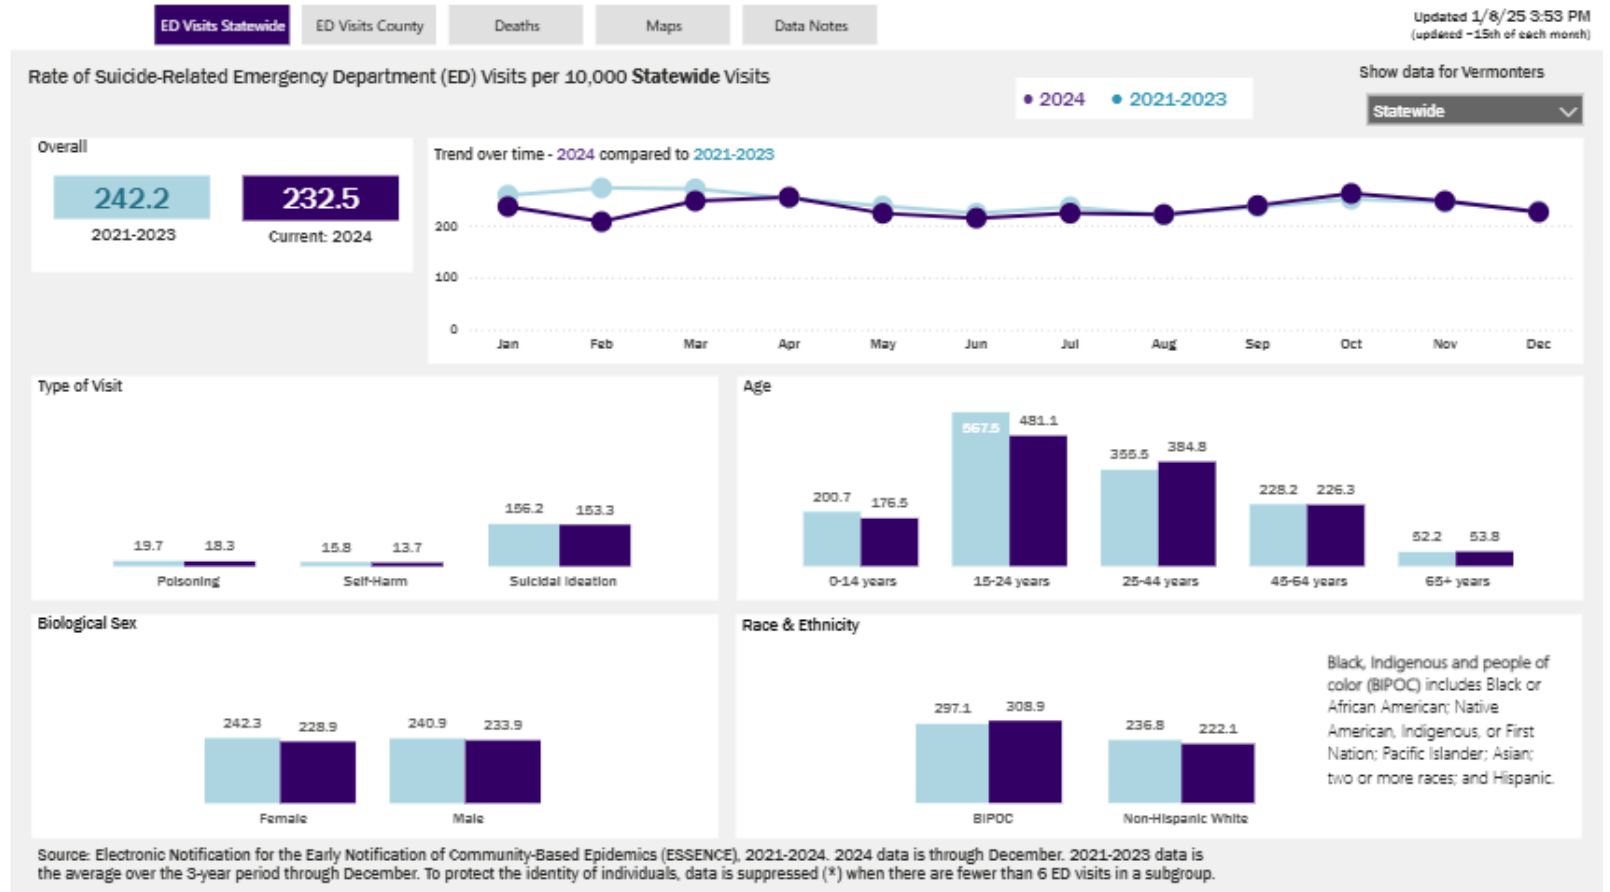 ED Visits Statewide
ED Visits County
Deaths
Maps
Data Notes
Updated 1/8/25 3:53 PM
(updated ~15th of each month)
Rate of Suicide-Related Emergency Department (ED) Visits per 10,000 Statewide Visits
2024
2021-2023
Show data for Vermonters
Statewide
Overall
242.2
232.5
2021-2023
Current: 2024
Trend over time - 2024 compared to 2021-2023
200
100
0
Jan Feb Mar Apr May Jun Jul Aug Sep Oct Nov Dec
Type of Visit
19.7 18.3 15.8 13.7 156.2 153.3
Poisoning Self-Harm Suicidal Ideation
Age
200.7 176.5 567.5 481.1 355.5 384.8 228.2 226.3 52.2 53.8
0-14 years 15-24 years 25-44 years 45-64 years 65+ years
Biological Sex
242.3 228.9 240.9 233.9
Female Male
Race & Ethnicity
297.1 308.9 236.8 222.1
BIPOC Non-Hispanic White
Black, Indigenous and people of
color (BIPOC) includes Black or
African American; Native
American, Indigenous, or First
Nation; Pacific Islander; Asian;
two or more races; and Hispanic.
Source: Electronic Notification for the Early Notification of Community-Based Epidemics (ESSENCE), 2021-2024. 2024 data is through December. 2021-2023 data is
the average over the 3-year period through December. To protect the identity of individuals, data is suppressed (*) when there are fewer than 6 ED visits in a subgroup.